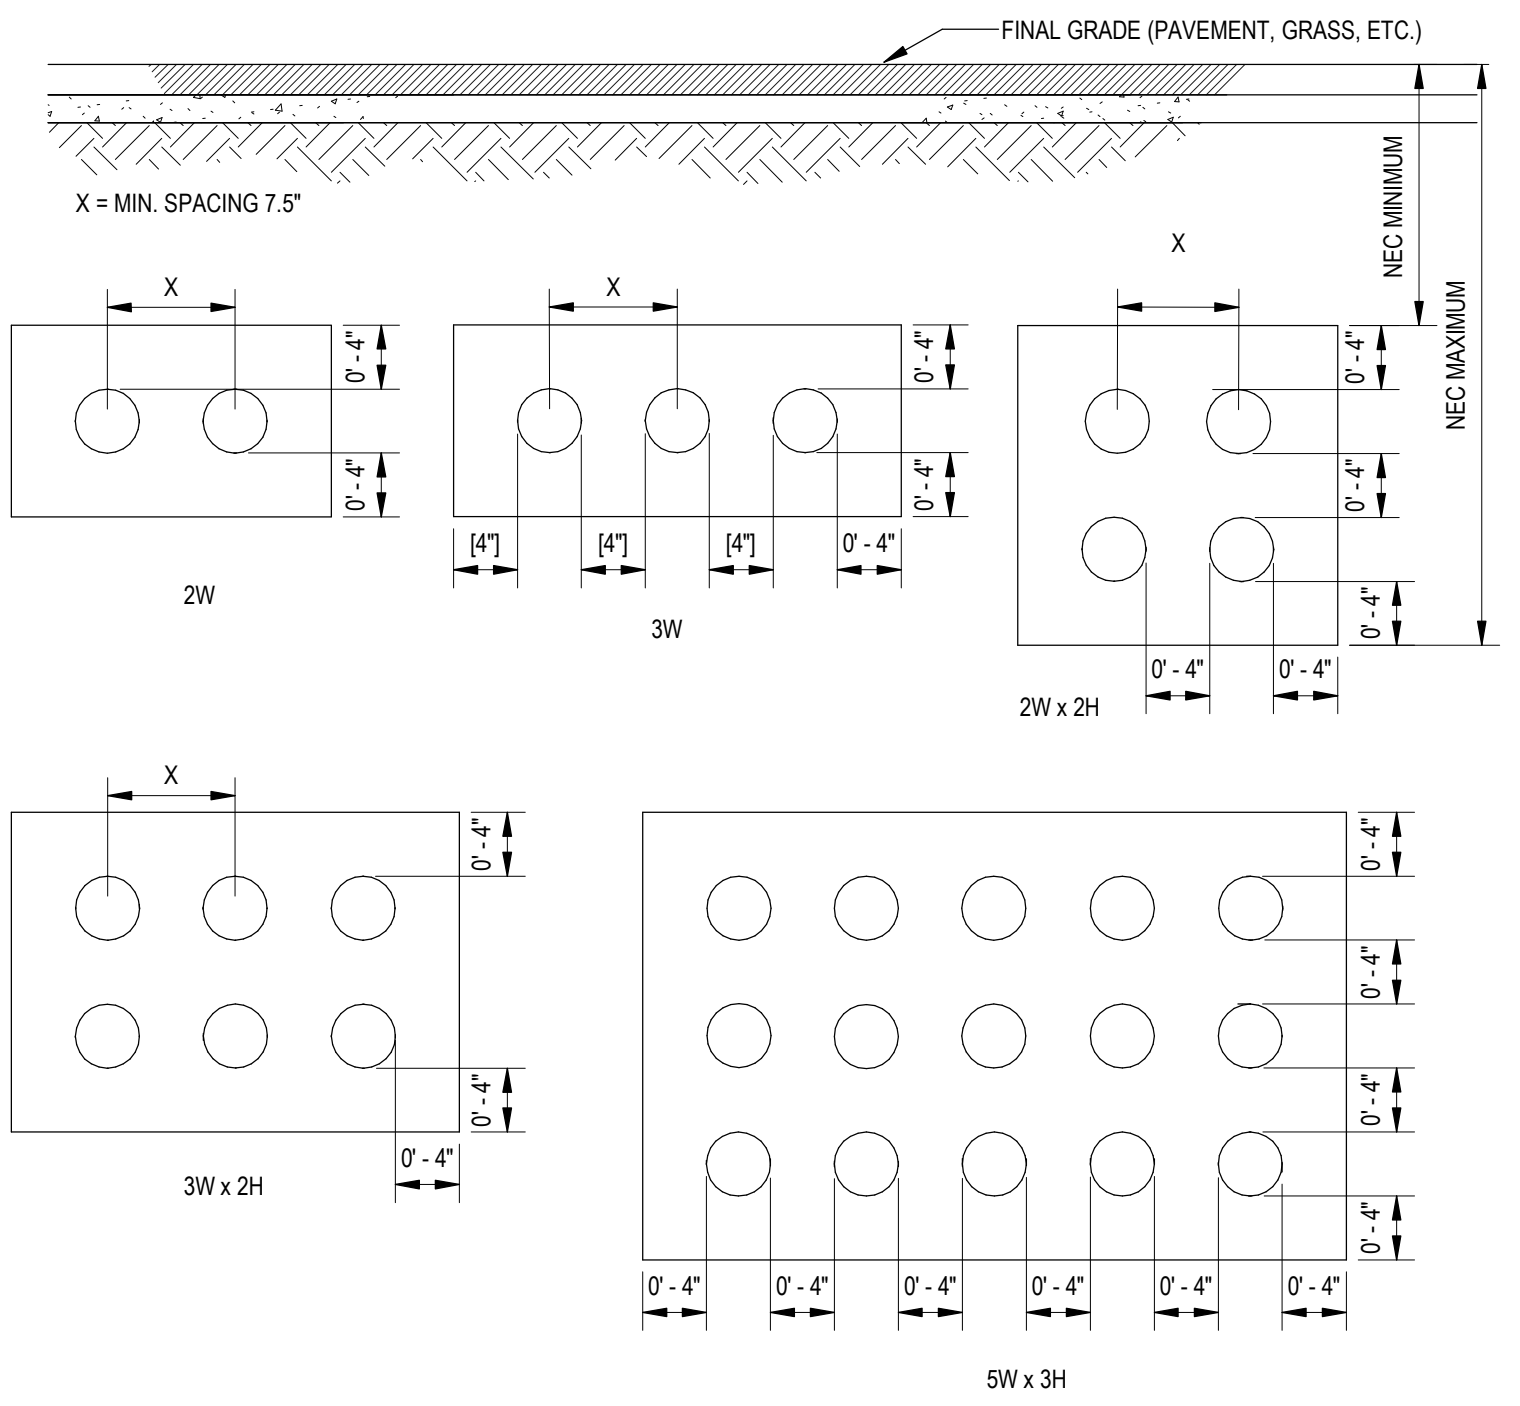 FINAL GRADE (PAVEMENT, GRASS, ETC.)
NEC MINIMUM
NEC MAXIMUM
X = MIN. SPACING 7.5"
X
0' - 4"
0' - 4"
2W
X
0' - 4"
0' - 4"
[4"]
[4"]
[4"]
0' - 4"
3W
X
0' - 4"
0' - 4"
0' - 4"
0' - 4"
0' - 4"
2W x 2H
X
0' - 4"
0' - 4"
0' - 4"
3W x 2H
0' - 4"
0' - 4"
0' - 4"
0' - 4"
0' - 4"
0' - 4"
0' - 4"
0' - 4"
0' - 4"
0' - 4"
5W x 3H